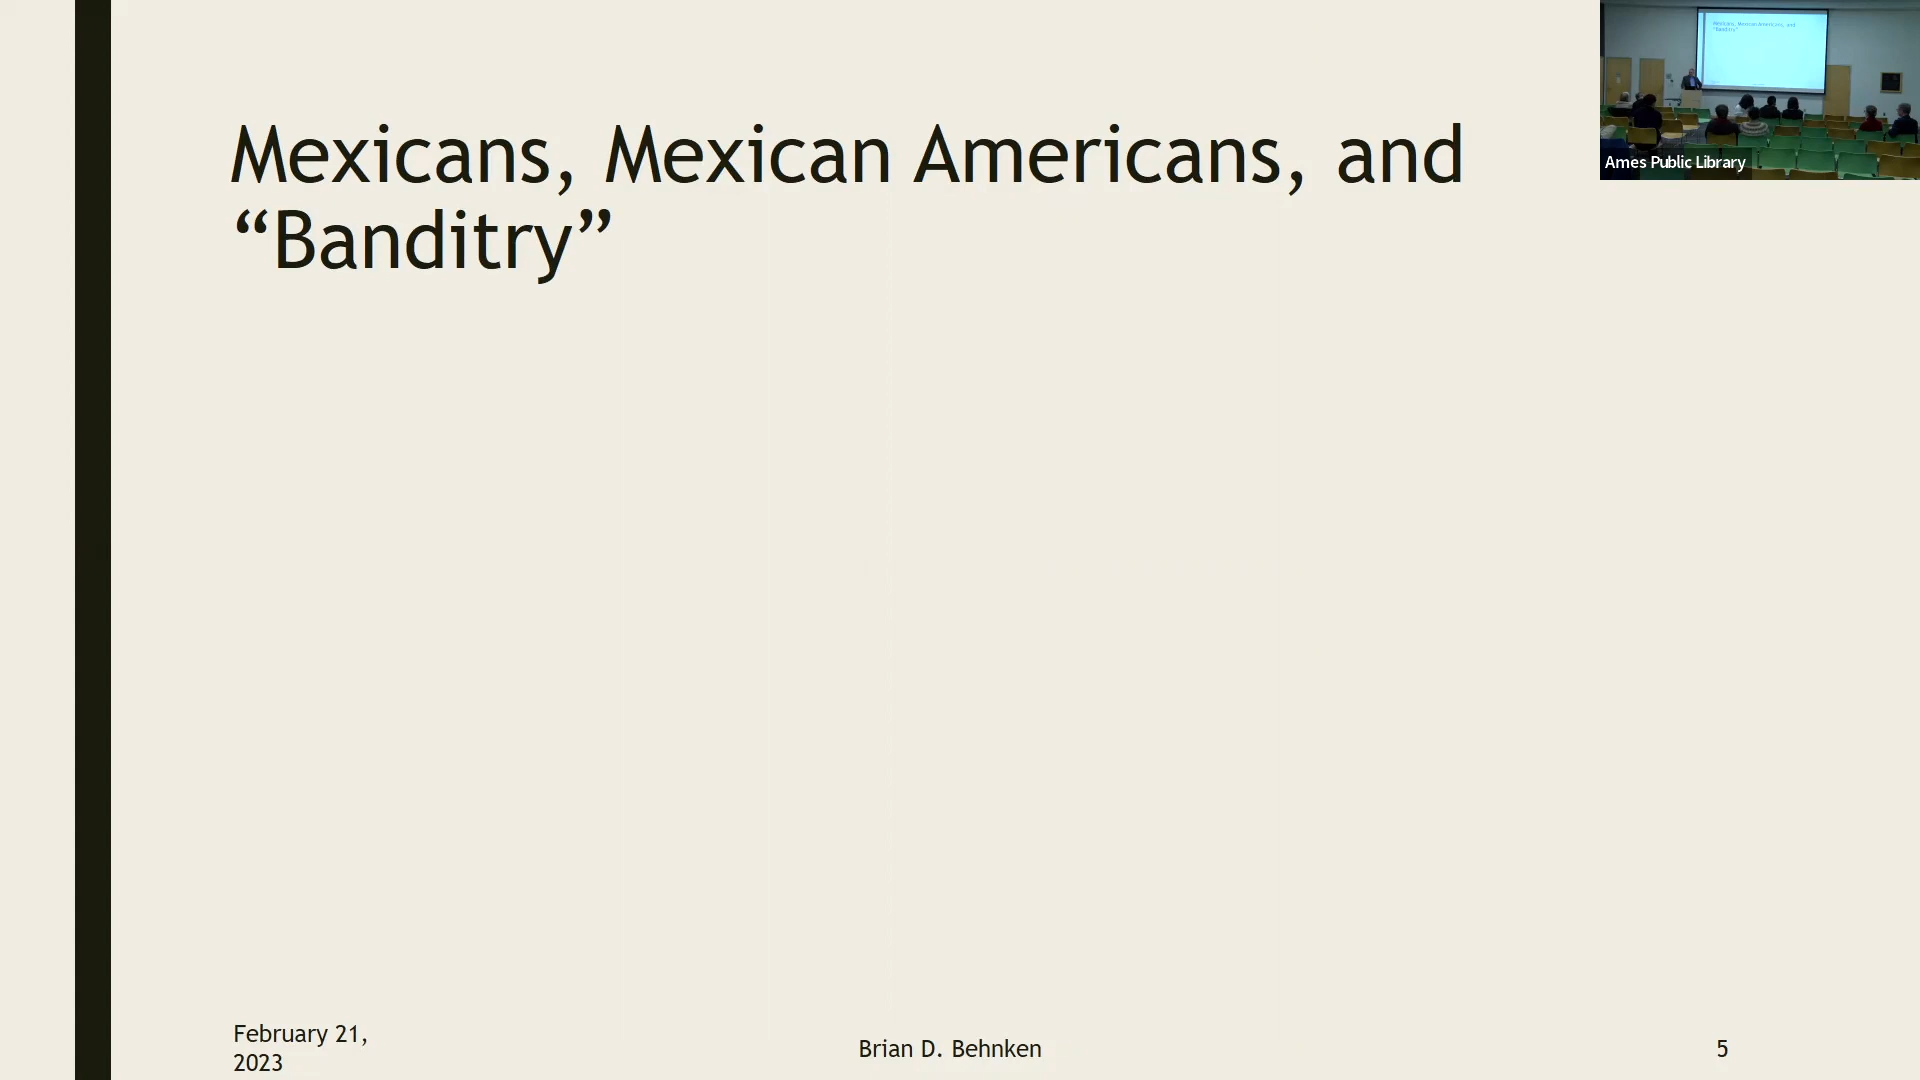 Mexicans, Mexican Americans, and
“Banditry”
Ames Public Library
February 21,
2023
Brian D. Behnken
5